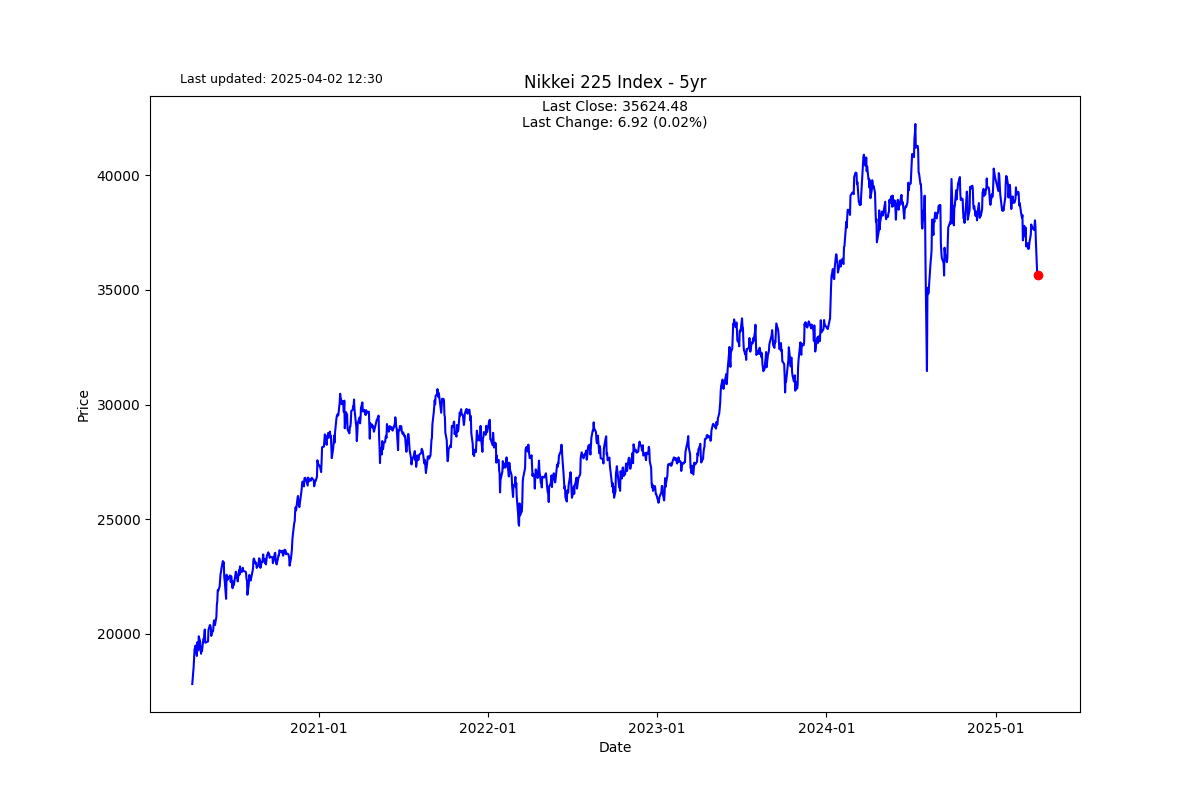 Last updated: 2025-04-02 12:30
Nikkei 225 Index - 5yr
Last Close: 35624.48
Last Change: 6.92 (0.02%)
Price
40000
35000
30000
25000
20000
2021-01
2022-01
2023-01
2024-01
2025-01
Date